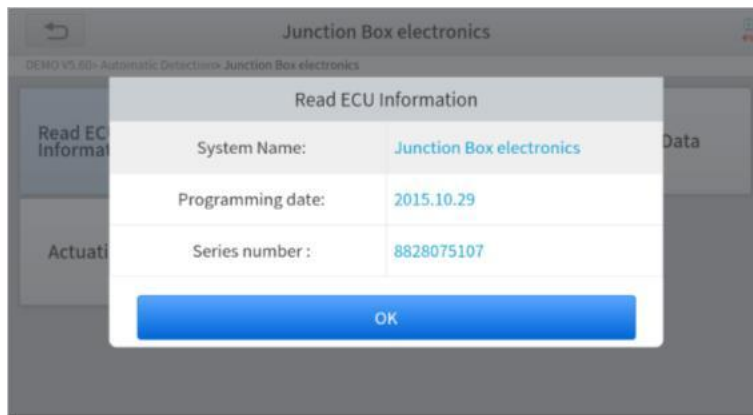 Junction Box electronics
DEMO V5.60> Automatic Detection> Junction Box electronics
Read ECU Information
Read EC
Informat
Data
System Name: Junction Box electronics
Programming date: 2015.10.29
Actuati
Series number : 8828075107
OK